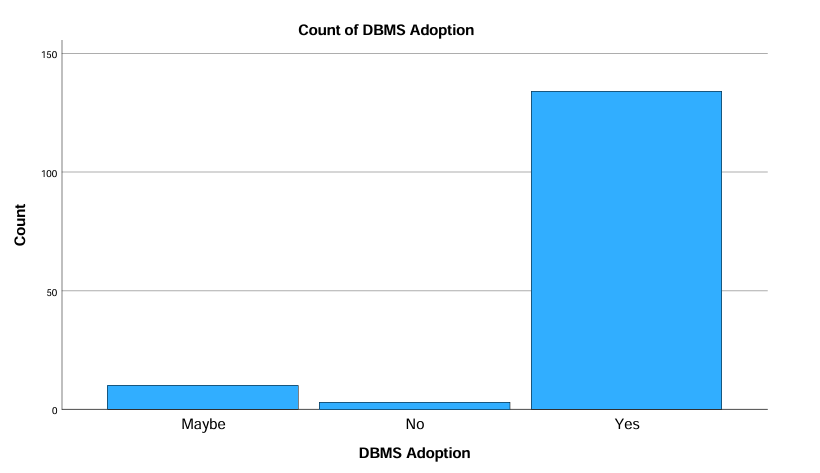 Count of DBMS Adoption
150
100
50
0
Count
Maybe No Yes
DBMS Adoption